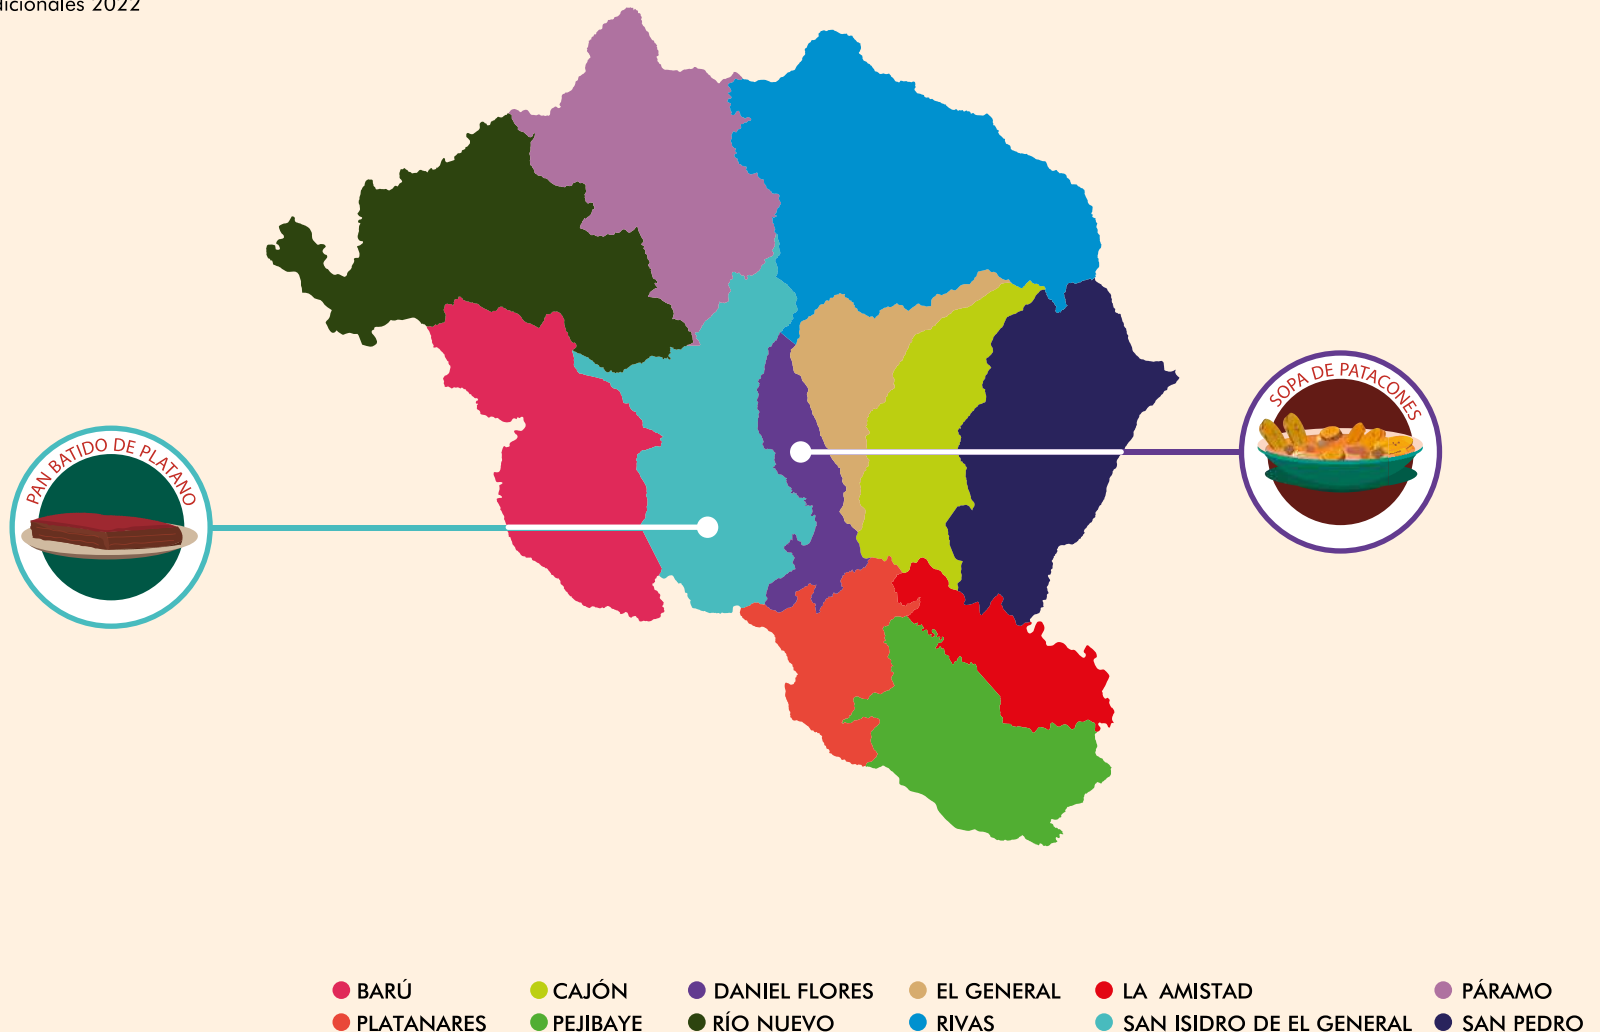 SOPA DE PATACONES
PAN BATIDO DE PLATANO
BARÚ
CAJÓN
DANIEL FLORES
EL GENERAL
LA AMISTAD
PÁRAMO
PLATANARES
PEJIBAYE
RÍO NUEVO
RIVAS
SAN ISIDRO DE EL GENERAL
SAN PEDRO